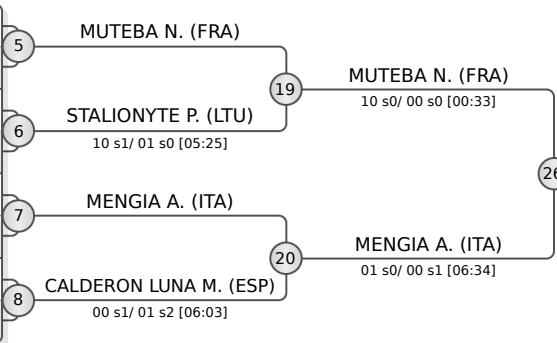 MUTEBA N. (FRA)
5
19
MUTEBA N. (FRA)
10 s0/ 00 s0 [00:33]
STALIONYTE P. (LTU)
6
10 s1/ 01 s0 [05:25]
26
MENGIA A. (ITA)
7
20
MENGIA A. (ITA)
01 s0/ 00 s1 [06:34]
CALDERON LUNA M. (ESP)
8
00 s1/ 01 s2 [06:03]